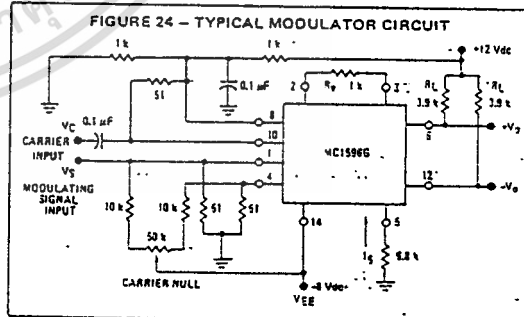 FIGURE 24 – TYPICAL MODULATOR CIRCUIT
1 k
1 k
+12 Vdc
51
0.1 µF
2
Re 1 k
3
RL
3.9 k
RL
3.9 k
VC
0.1 µF
CARRIER
INPUT
VS
MODULATING
SIGNAL
INPUT
8
10
1
4
MC1596G
6
12
-Vo
10 k
10 k
51
51
50 k
CARRIER NULL
14
5
I5
6.8 k
-8 Vdc
VEE